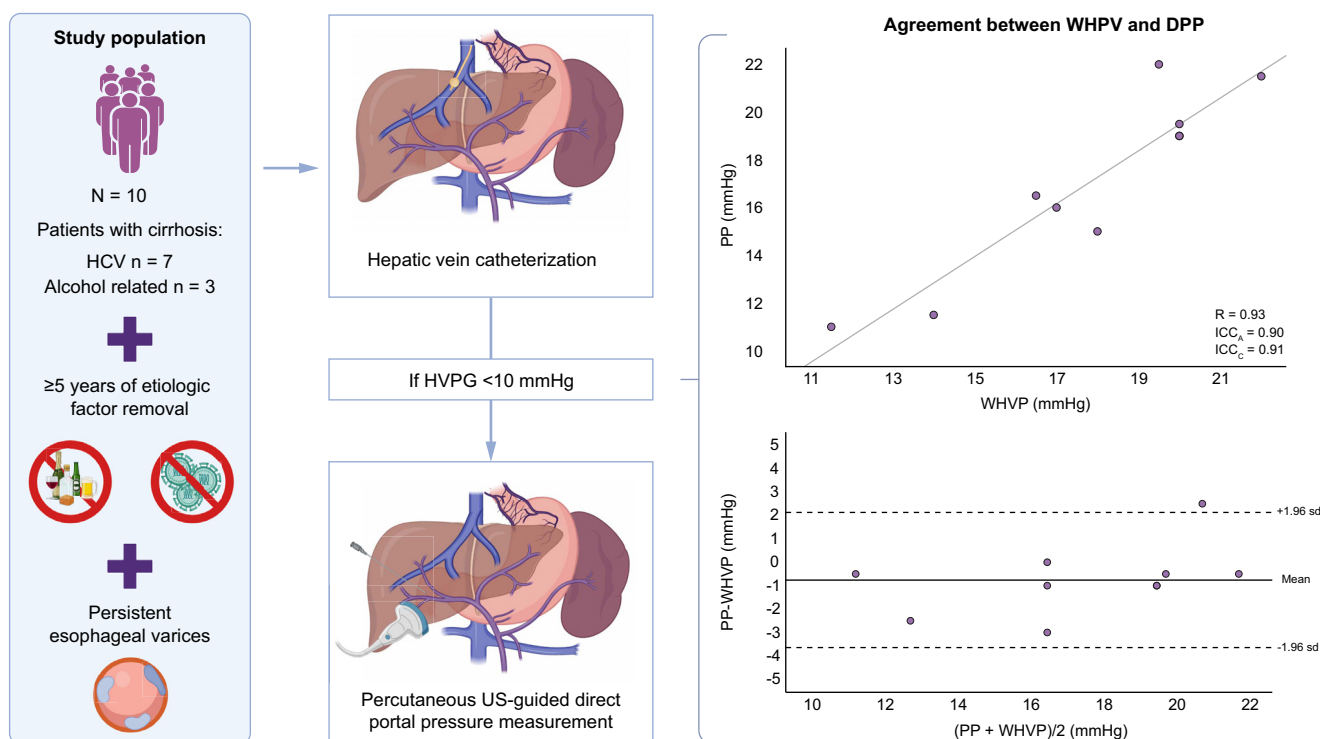 Study population
N = 10
Patients with cirrhosis:
HCV n = 7
Alcohol related n = 3
≥5 years of etiologic
factor removal
Persistent
esophageal varices
Hepatic vein catheterization
If HVPG <10 mmHg
Percutaneous US-guided direct
portal pressure measurement
Agreement between WHPV and DPP
PP (mmHg)
22
20
18
16
14
12
10
R = 0.93
ICC_A = 0.90
ICC_C = 0.91
11 13 15 17 19 21
WHVP (mmHg)
PP-WHVP (mmHg)
5
4
3
2
1
0
-1
-2
-3
-4
-5
+1.96 sd
Mean
-1.96 sd
10 12 14 16 18 20 22
(PP + WHVP)/2 (mmHg)